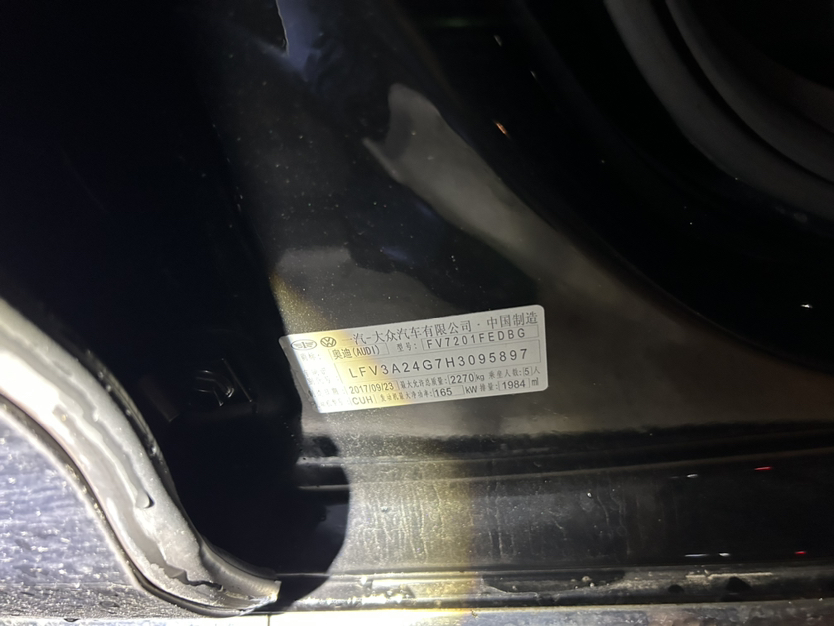 一汽-大众汽车有限公司·中国制造
奥迪(AUDI) 型号: FV7201FEDBG
LFV3A24G7H3095897
2017/09/23 最大允许总质量: 2270 kg 乘坐人数: 5 人
CUH 发动机最大净功率: 165 kW 排量: 1984 ml